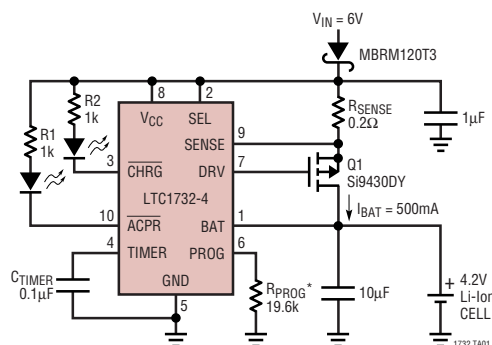 V_IN = 6V
MBRM120T3
R1
1k
R2
1k
8
2
V_CC
SEL
R_SENSE
0.2Ω
1µF
SENSE
9
3
CHRG
DRV
7
Q1
Si9430DY
LTC1732-4
I_BAT = 500mA
10
ACPR
BAT
1
4
TIMER
PROG
6
C_TIMER
0.1µF
GND
5
R_PROG*
19.6k
10µF
+
4.2V
Li-Ion
CELL
1732 TA01